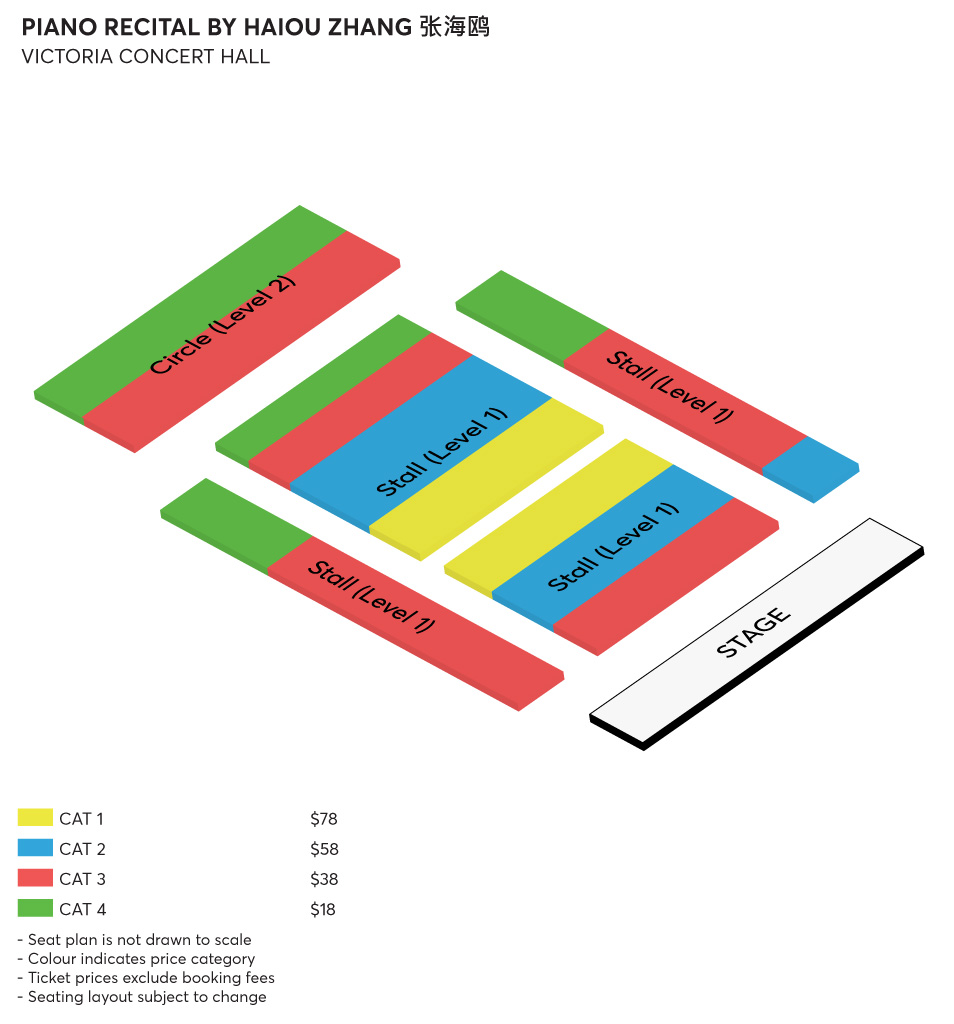 PIANO RECITAL BY HAIOU ZHANG 张海鸥
VICTORIA CONCERT HALL
Circle (Level 2)
Stall (Level 1)
Stall (Level 1)
Stall (Level 1)
Stall (Level 1)
STAGE
CAT 1 $78
CAT 2 $58
CAT 3 $38
CAT 4 $18
- Seat plan is not drawn to scale
- Colour indicates price category
- Ticket prices exclude booking fees
- Seating layout subject to change